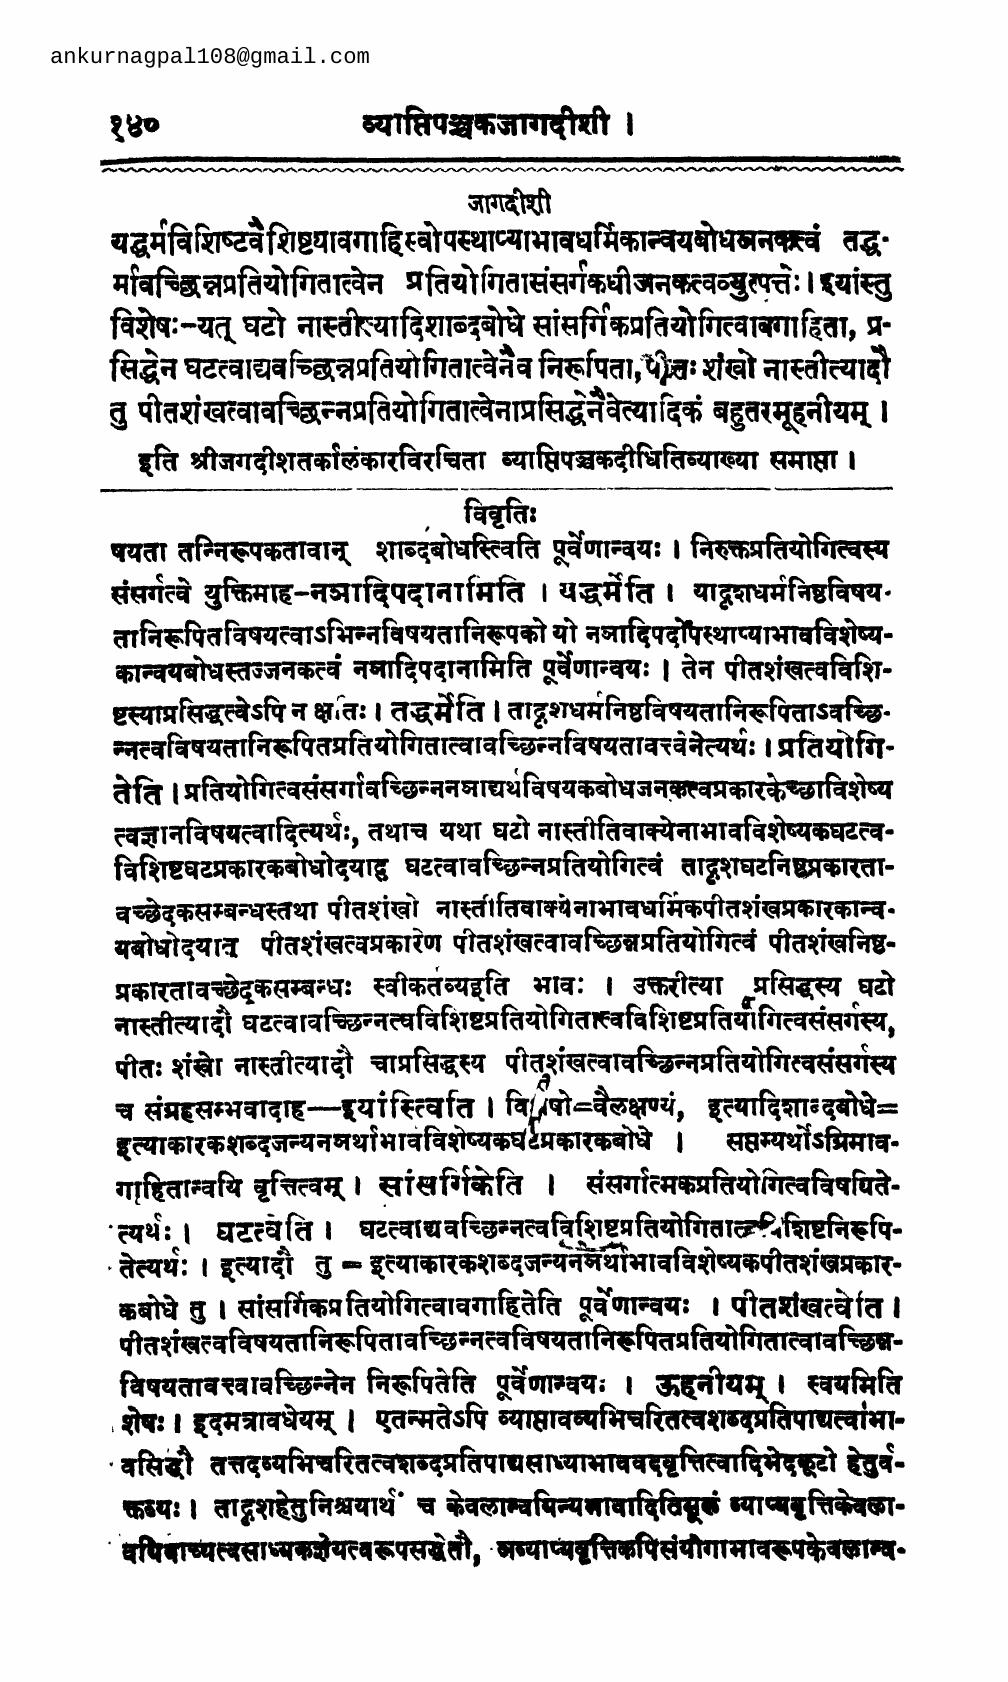 ankurnagpal108@gmail.com
१४० व्याप्तिपञ्चकजागदीशी ।
जागदीशी
यद्धर्मविशिष्टवैशिष्ट्यावगाहिस्वोपस्थाप्याभावधर्मिकान्वयबोधजनकत्वं तद्ध-
र्मावच्छिन्नप्रतियोगितात्वेन प्रतियोगितासंसर्गकधीजनकत्वव्युत्पत्तेः। इयांस्तु
विशेषः-यत् घटो नास्तीत्यादिशाब्दबोधे सांसर्गिकप्रतियोगित्वावगाहिता, प्र-
सिद्धेन घटत्वाद्यवच्छिन्नप्रतियोगितात्वेनैव निरूपिता, पीतः शंखो नास्तीत्यादौ
तु पीतशंखत्वावच्छिन्नप्रतियोगितात्वेनाप्रसिद्धेनैवेत्यादिकं बहुतरमूहनीयम् ।
इति श्रीजगदीशतर्कालंकारविरचिता व्याप्तिपञ्चकदीधितिव्याख्या समाप्ता ।
विवृतिः
षयता तन्निरूपकतावान् शाब्दबोधस्त्विति पूर्वेणान्वयः । निरुक्तप्रतियोगित्वस्य
संसर्गत्वे युक्तिमाह-नञादिपदानामिति । यद्धर्मेति । यादृशधर्मनिष्ठविषय-
तानिरूपितविषयत्वाऽभिन्नविषयतानिरूपको यो नञादिपदोपस्थाप्याभावविशेष्य-
कान्वयबोधस्तज्जनकत्वं नञादिपदानामिति पूर्वेणान्वयः । तेन पीतशंखत्वविशि-
ष्टस्याप्रसिद्धत्वेऽपि न क्षतिः । तद्धर्मेति । तादृशधर्मनिष्ठविषयतानिरूपिताऽवच्छि-
न्नत्वविषयतानिरूपितप्रतियोगितात्वावच्छिन्नविषयतावत्त्वेनेत्यर्थः । प्रतियोगि-
तेति । प्रतियोगित्वसंसर्गावच्छिन्ननञाद्यर्थविषयकबोधजनकत्वप्रकारकेच्छाविशेष्य
त्वज्ञानविषयत्वादित्यर्थः, तथाच यथा घटो नास्तीतिवाक्येनाभावविशेष्यकघटत्व-
विशिष्टघटप्रकारकबोधोदयाद्घ घटत्वावच्छिन्नप्रतियोगित्वं तादृशघटनिष्ठप्रकारता-
वच्छेदकसम्बन्धस्तथा पीतशंखो नास्तीतिवाक्येनाभावधर्मिकपीतशंखप्रकारकान्व-
यबोधोदयात् पीतशंखत्वप्रकारेण पीतशंखत्वावच्छिन्नप्रतियोगित्वं पीतशंखनिष्ठ-
प्रकारतावच्छेदकसम्बन्धः स्वीकर्तव्यइति भावः । उक्तरीत्या प्रसिद्धस्य घटो
नास्तीत्यादौ घटत्वावच्छिन्नत्वविशिष्टप्रतियोगितात्वविशिष्टप्रतियोगित्वसंसर्गस्य,
पीतः शंखो नास्तीत्यादौ चाप्रसिद्धस्य पीतशंखत्वावच्छिन्नप्रतियोगित्वसंसर्गस्य
च संग्रहसम्भवादाह—इयांस्त्विति । विशेषो=वैलक्षण्यं, इत्यादिशाब्दबोधे=
इत्याकारकशब्दजन्यनञर्थाभावविशेष्यकघटप्रकारकबोधे । सप्तम्यर्थोऽग्रिमाव-
गाहितान्वयि वृत्तित्वम् । सांसर्गिकेति । संसर्गात्मकप्रतियोगित्वविषयिते-
त्यर्थः । घटत्वेति । घटत्वाद्यवच्छिन्नत्वविशिष्टप्रतियोगितात्वविशिष्टनिरूपि-
तेत्यर्थः । इत्यादौ तु = इत्याकारकशब्दजन्यनञर्थाभावविशेष्यकपीतशंखप्रकार-
कबोधे तु । सांसर्गिकप्रतियोगित्वावगाहितेति पूर्वेणान्वयः । पीतशंखत्वेति ।
पीतशंखत्वविषयतानिरूपितावच्छिन्नत्वविषयतानिरूपितप्रतियोगितात्वावच्छिन्न-
विषयतावत्त्वावच्छिन्नेन निरूपितेति पूर्वेणान्वयः । ऊहनीयम् । स्वयमिति
शेषः । इदमत्रावधेयम् । एतन्मतेऽपि व्याप्तावव्यभिचरितत्वशब्दप्रतिपाद्यत्वाभा-
वसिद्धौ तत्तदव्यभिचरितत्वशब्दप्रतिपाद्यसाध्याभाववदवृत्तित्वादिभेदकूटो हेतुर्व-
क्तव्यः । तादृशहेतुनिश्चयार्थं च केवलान्वयिन्यभावादितिमूलं व्याप्यवृत्तिकेवला-
वयिवाच्यत्वसाध्यकज्ञेयत्वरूपसद्धेतौ, अव्याप्यवृत्तिकपिसंयोगाभावरूपकेवलान्व-